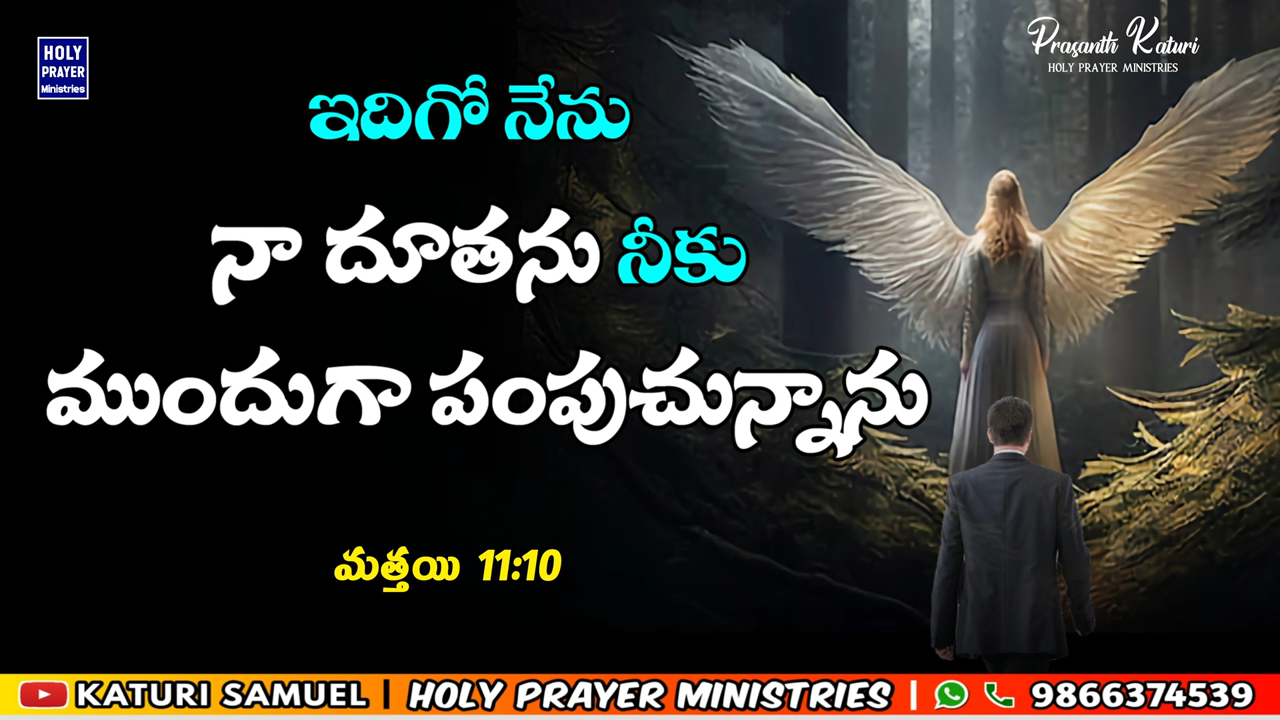 HOLY
PRAYER
Ministries
Prasanth Katuri
HOLY PRAYER MINISTRIES
ఇదిగో నేను
నా దూతను నీకు
ముందుగా పంపుచున్నాను
మత్తయి 11:10
KATURI SAMUEL | HOLY PRAYER MINISTRIES | 9866374539